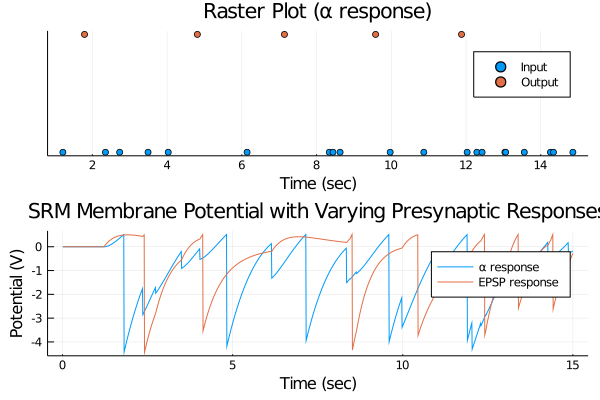 Raster Plot (α response)
Input
Output
2 4 6 8 10 12 14
Time (sec)
SRM Membrane Potential with Varying Presynaptic Responses
Potential (V)
0
-1
-2
-3
-4
α response
EPSP response
0 5 10 15
Time (sec)